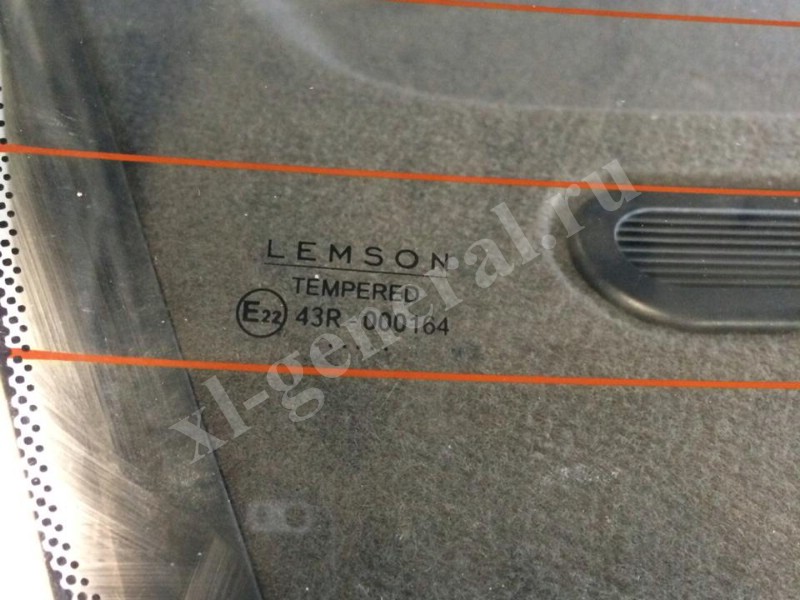 LEMSON
TEMPERED
E22 43R-000164
xl-general.ru